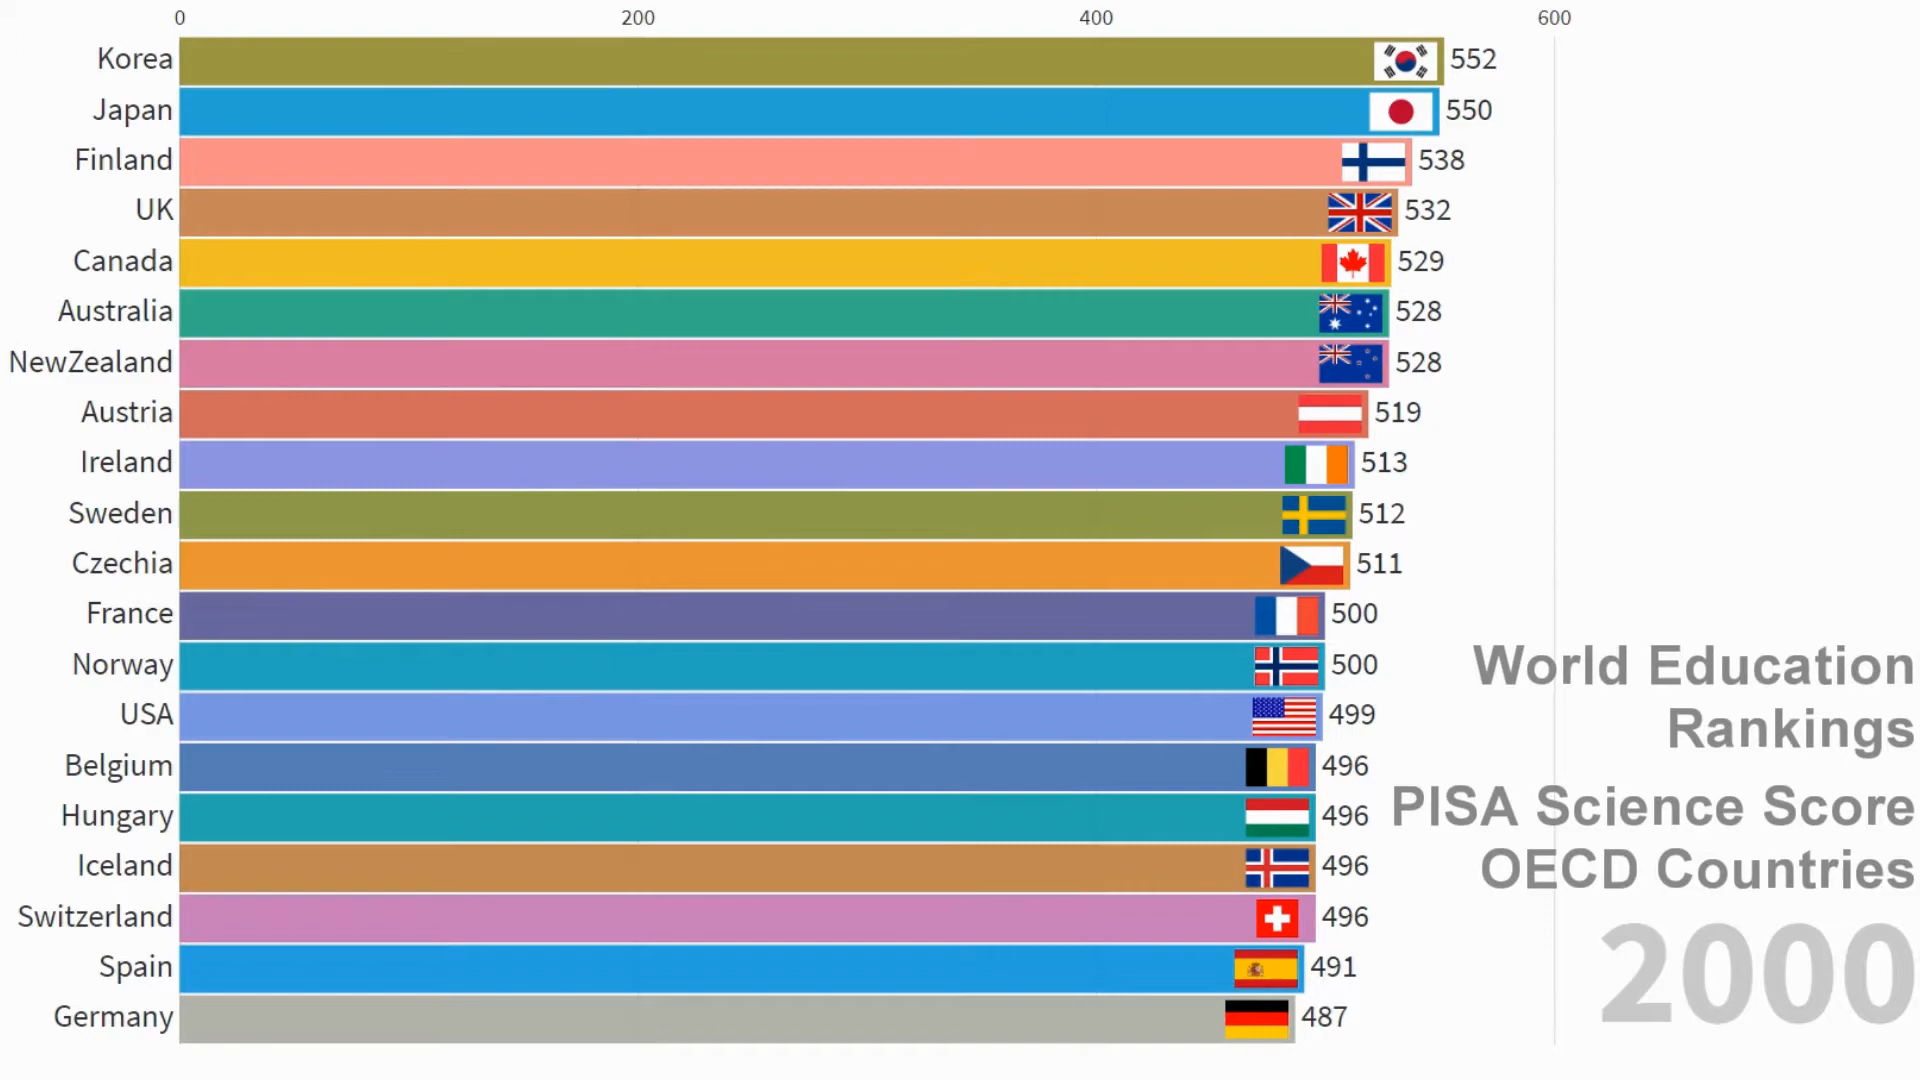 0 200 400 600
Korea 552
Japan 550
Finland 538
UK 532
Canada 529
Australia 528
NewZealand 528
Austria 519
Ireland 513
Sweden 512
Czechia 511
France 500
Norway 500
USA 499
Belgium 496
Hungary 496
Iceland 496
Switzerland 496
Spain 491
Germany 487
World Education
Rankings
PISA Science Score
OECD Countries
2000